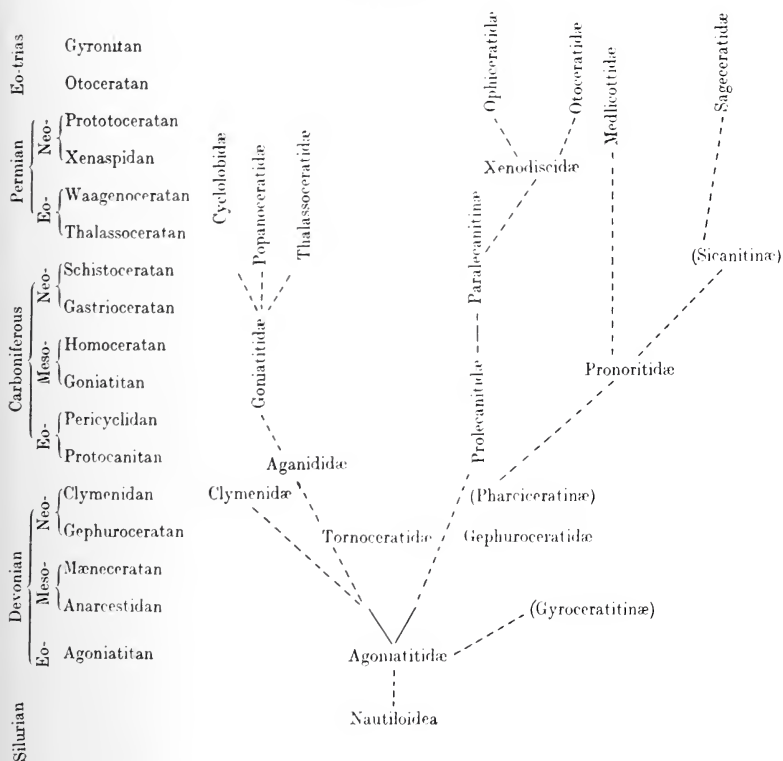 Eo-trias
Gyronitan
Otoceratan
Permian
Neo-
Prototoceratan
Xenaspidan
Eo-
Waagenoceratan
Thalassoceratan
Carboniferous
Neo-
Schistoceratan
Gastrioceratan
Meso-
Homoceratan
Goniatitan
Eo-
Pericyclidan
Protocanitan
Devonian
Neo-
Clymenidan
Gephuroceratan
Meso-
Mæneceratan
Anarcestidan
Eo-
Agoniatitan
Silurian
Ophiceratidæ
Otoceratidæ
Medlicottidæ
Sageceratidæ
Cyclolobidæ
Popanoceratidæ
Thalassoceratidæ
Xenodiscidæ
Paralecanitinæ
(Sicanitinæ)
Goniatitidæ
Pronoritidæ
Prolecanitidæ
Aganididæ
Clymenidæ
(Pharciceratinæ)
Tornoceratidæ
Gephuroceratidæ
(Gyroceratitinæ)
Agoniatitidæ
Nautiloidea